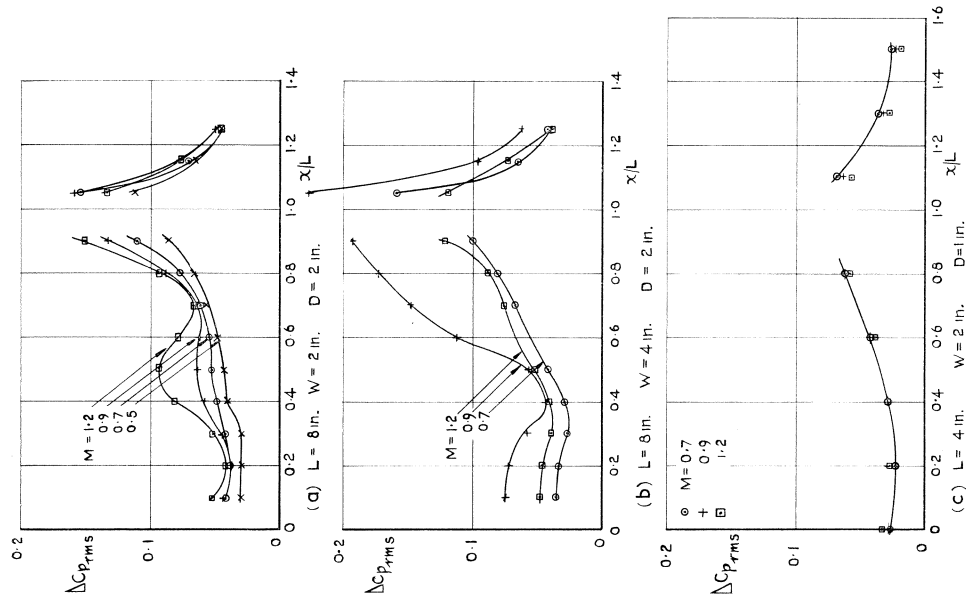 0·2
ΔCp rms
0·1
0
M = 1·2
0·9
0·7
0·5
0 0·2 0·4 0·6 0·8 1·0 1·2 1·4
x/L
(a) L = 8 in. W = 2 in. D = 2 in.
0·2
ΔCp rms
0·1
0
M = 1·2
0·9
0·7
0 0·2 0·4 0·6 0·8 1·0 1·2 1·4
x/L
(b) L = 8 in. W = 4 in. D = 2 in.
0·2
ΔCp rms
0·1
0
⊙ M = 0·7
+ 0·9
⊡ 1·2
0 0·2 0·4 0·6 0·8 1·0 1·2 1·4 1·6
x/L
(c) L = 4 in. W = 2 in. D = 1 in.